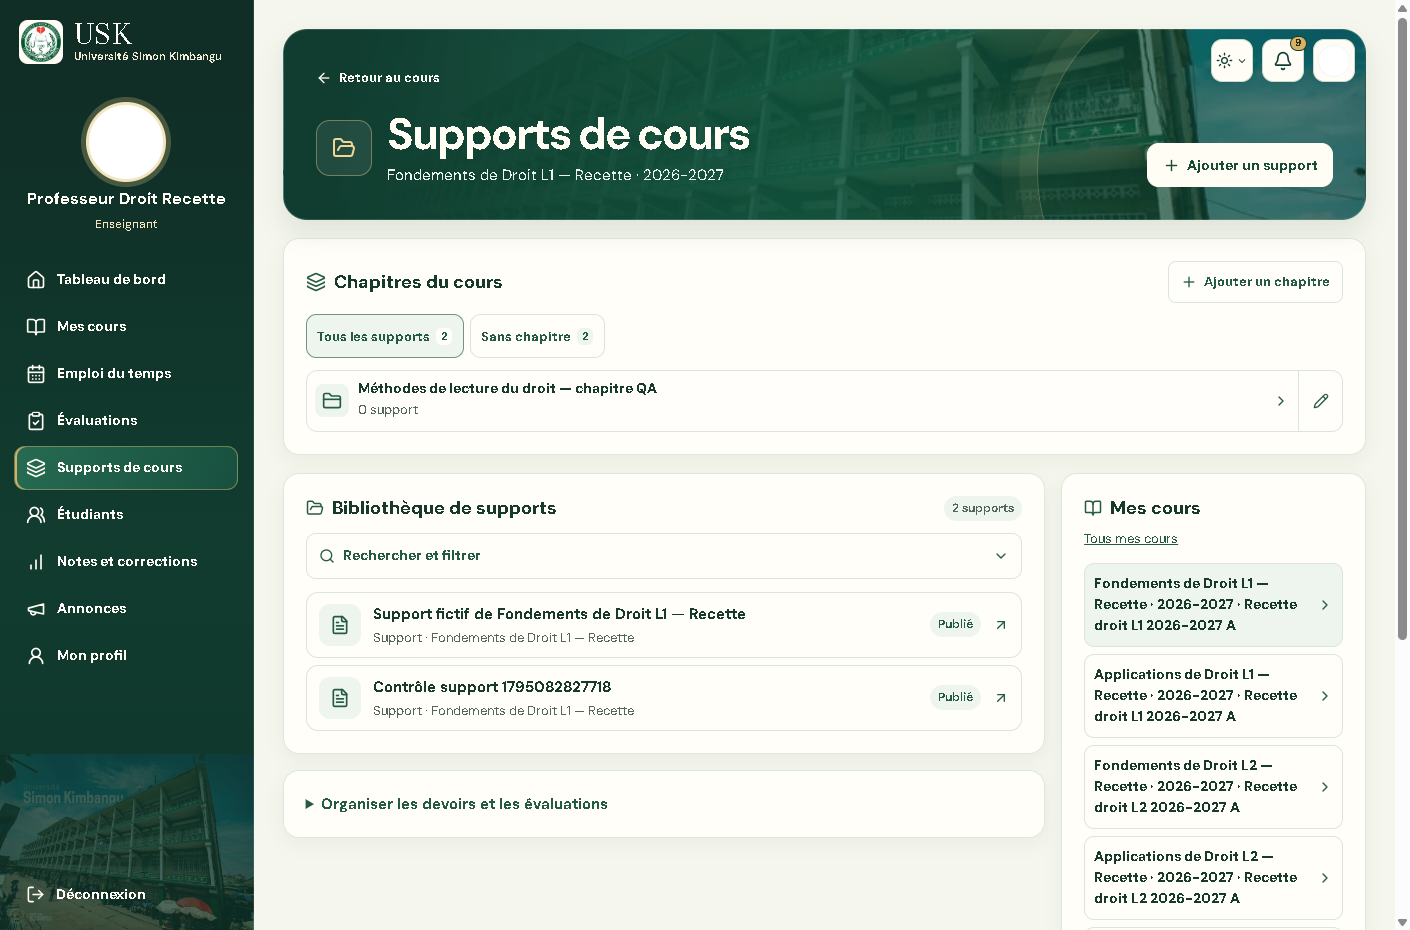 USK
Université Simon Kimbangu
Professeur Droit Recette
Enseignant
Tableau de bord
Mes cours
Emploi du temps
Évaluations
Supports de cours
Étudiants
Notes et corrections
Annonces
Mon profil
Simon Kimbangu
Déconnexion
Retour au cours
9
Supports de cours
Fondements de Droit L1 — Recette · 2026-2027
Ajouter un support
Chapitres du cours
Ajouter un chapitre
Tous les supports 2
Sans chapitre 2
Méthodes de lecture du droit — chapitre QA
0 support
Bibliothèque de supports
2 supports
Rechercher et filtrer
Support fictif de Fondements de Droit L1 — Recette
Support · Fondements de Droit L1 — Recette
Publié
Contrôle support 1795082827718
Support · Fondements de Droit L1 — Recette
Publié
Organiser les devoirs et les évaluations
Mes cours
Tous mes cours
Fondements de Droit L1 —
Recette · 2026-2027 · Recette
droit L1 2026-2027 A
Applications de Droit L1 —
Recette · 2026-2027 · Recette
droit L1 2026-2027 A
Fondements de Droit L2 —
Recette · 2026-2027 · Recette
droit L2 2026-2027 A
Applications de Droit L2 —
Recette · 2026-2027 · Recette
droit L2 2026-2027 A